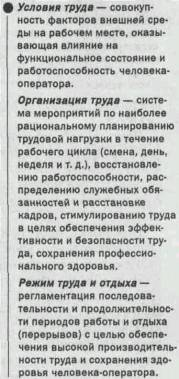 Условия труда — совокуп-
ность факторов внешней сре-
ды на рабочем месте, оказы-
вающая влияние на
функциональное состояние и
работоспособность человека-
оператора.
Организация труда — систе-
ма мероприятий по наиболее
рациональному планированию
трудовой нагрузки в течение
рабочего цикла (смена, день,
неделя и т. д.), восстановле-
нию работоспособности, рас-
пределению служебных обя-
занностей и расстановке
кадров, стимулированию труда
в целях обеспечения эффек-
тивности и безопасности тру-
да, сохранения профессио-
нального здоровья.
Режим труда и отдыха —
регламентация последова-
тельности и продолжительнос-
ти периодов работы и отдыха
(перерывов) с целью обеспе-
чения высокой производитель-
ности труда и сохранения здо-
ровья человека-оператора.